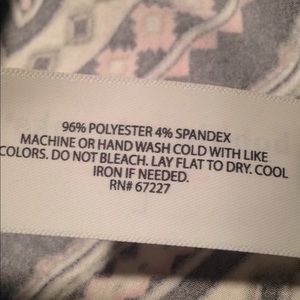 96% POLYESTER 4% SPANDEX
MACHINE OR HAND WASH COLD WITH LIKE
COLORS. DO NOT BLEACH. LAY FLAT TO DRY. COOL
IRON IF NEEDED.
RN# 67227